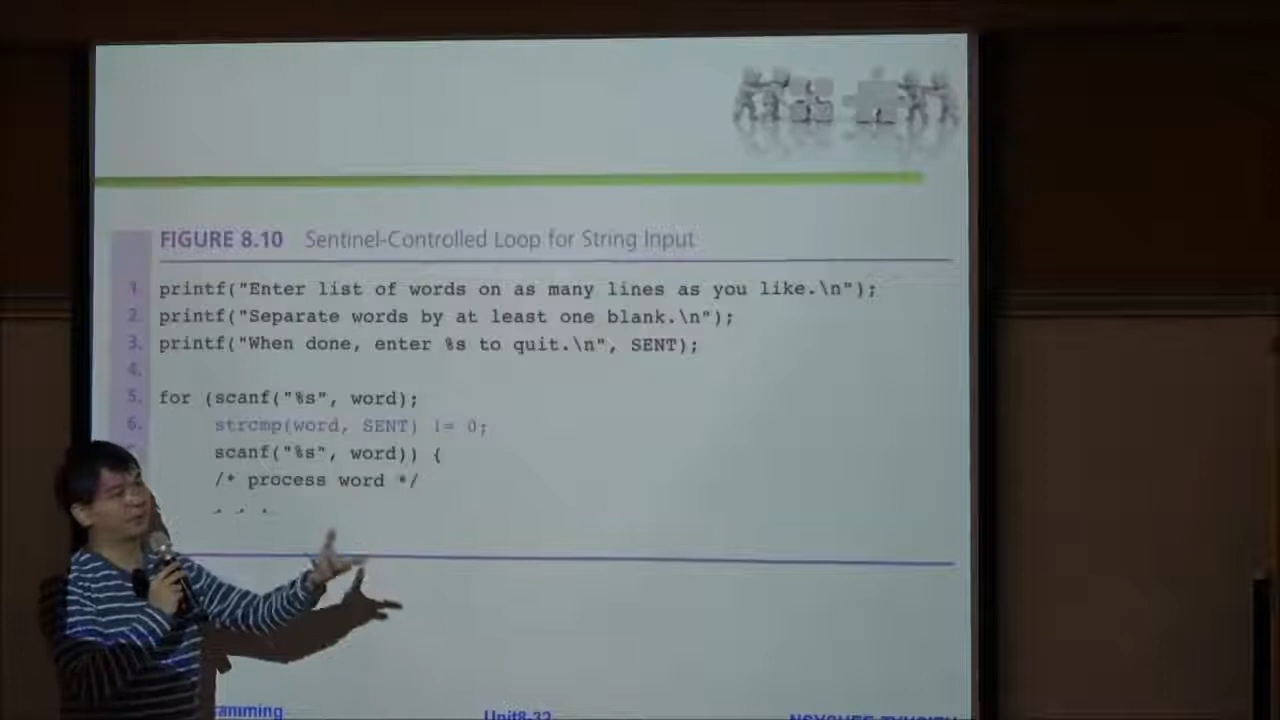 FIGURE 8.10 Sentinel-Controlled Loop for String Input
1. printf("Enter list of words on as many lines as you like.\n");
2. printf("Separate words by at least one blank.\n");
3. printf("When done, enter %s to quit.\n", SENT);
4.
5. for (scanf("%s", word);
6. strcmp(word, SENT) != 0;
scanf("%s", word)) {
/* process word */
. . .
amming Unit8-32